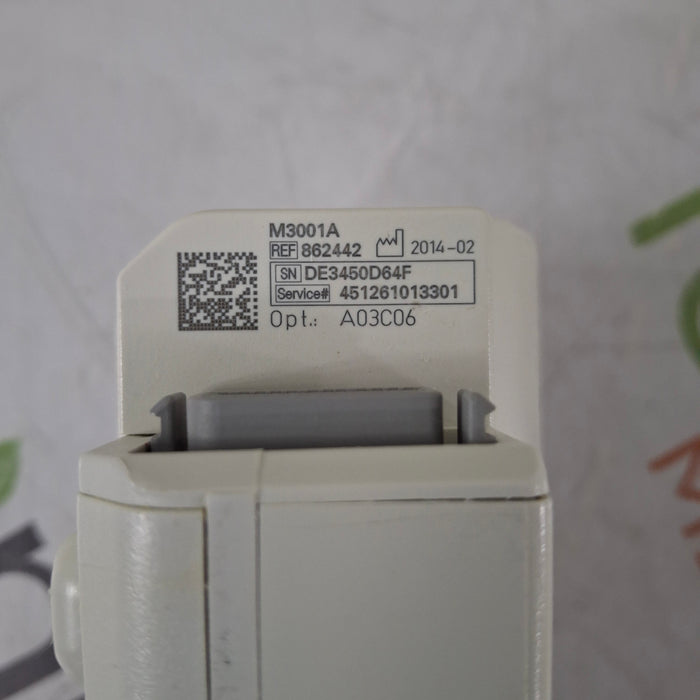 M3001A
REF 862442 2014-02
SN DE3450D64F
Service# 451261013301
Opt.: A03C06